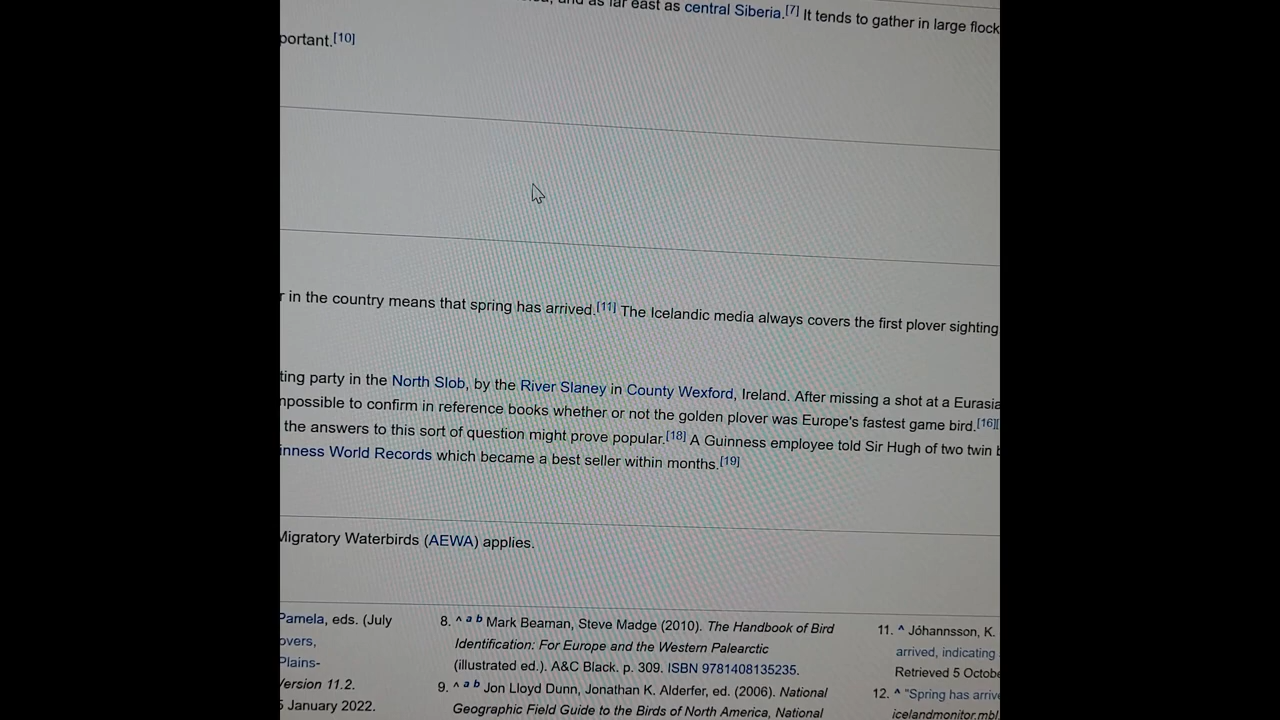 as far east as central Siberia.[7] It tends to gather in large flock
portant.[10]
r in the country means that spring has arrived.[11] The Icelandic media always covers the first plover sighting
ting party in the North Slob, by the River Slaney in County Wexford, Ireland. After missing a shot at a Eurasia
mpossible to confirm in reference books whether or not the golden plover was Europe's fastest game bird.[16][
the answers to this sort of question might prove popular.[18] A Guinness employee told Sir Hugh of two twin b
inness World Records which became a best seller within months.[19]
Migratory Waterbirds (AEWA) applies.
Pamela, eds. (July
overs,
Plains-
Version 11.2.
5 January 2022.
8. ^ a b Mark Beaman, Steve Madge (2010). The Handbook of Bird
Identification: For Europe and the Western Palearctic
(illustrated ed.). A&C Black. p. 309. ISBN 9781408135235.
9. ^ a b Jon Lloyd Dunn, Jonathan K. Alderfer, ed. (2006). National
Geographic Field Guide to the Birds of North America, National
11. ^ Jóhannsson, K.
arrived, indicating
Retrieved 5 Octobe
12. ^ "Spring has arrive
icelandmonitor.mbl